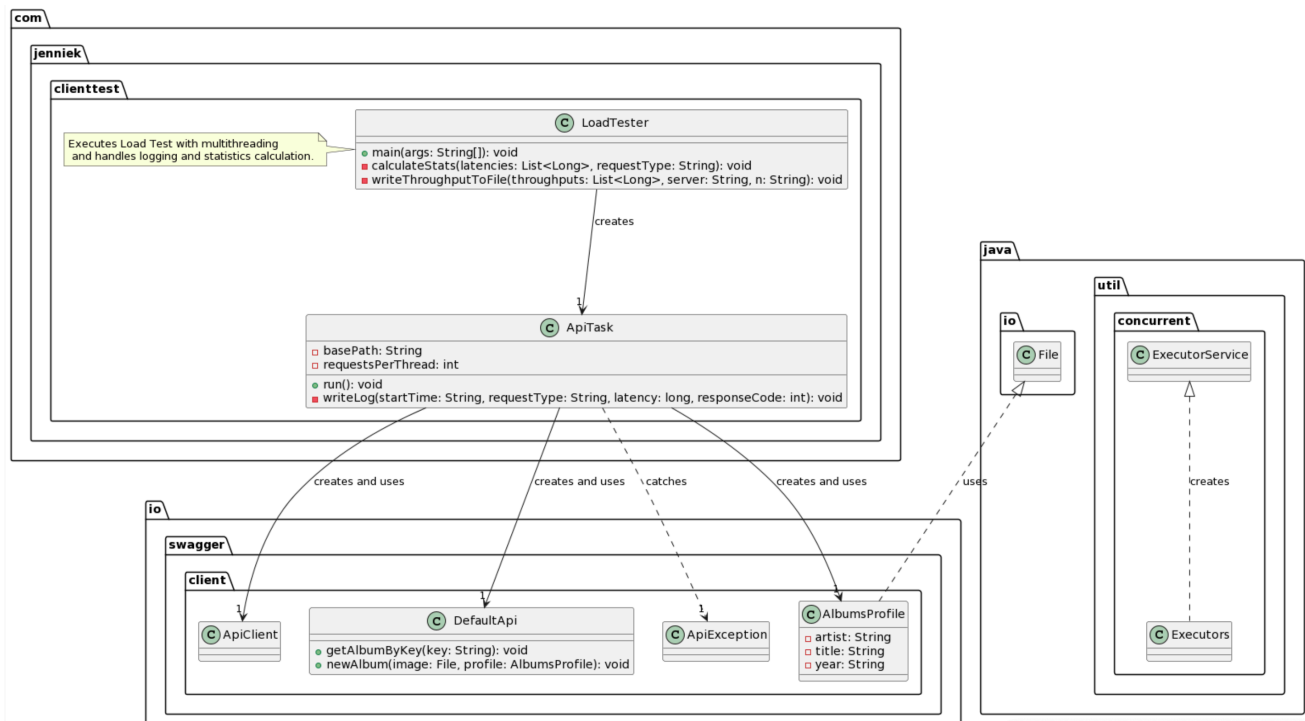 com
jenniek
clienttest
C LoadTester
Executes Load Test with multithreading
and handles logging and statistics calculation.
main(args: String[]): void
calculateStats(latencies: List<Long>, requestType: String): void
writeThroughputToFile(throughputs: List<Long>, server: String, n: String): void
creates
1
C ApiTask
basePath: String
requestsPerThread: int
run(): void
writeLog(startTime: String, requestType: String, latency: long, responseCode: int): void
java
io
C File
util
concurrent
C ExecutorService
creates
C Executors
creates and uses
creates and uses
catches
creates and uses
uses
io
swagger
client
1
C ApiClient
1
C DefaultApi
getAlbumByKey(key: String): void
newAlbum(image: File, profile: AlbumsProfile): void
1
C ApiException
1
C AlbumsProfile
artist: String
title: String
year: String